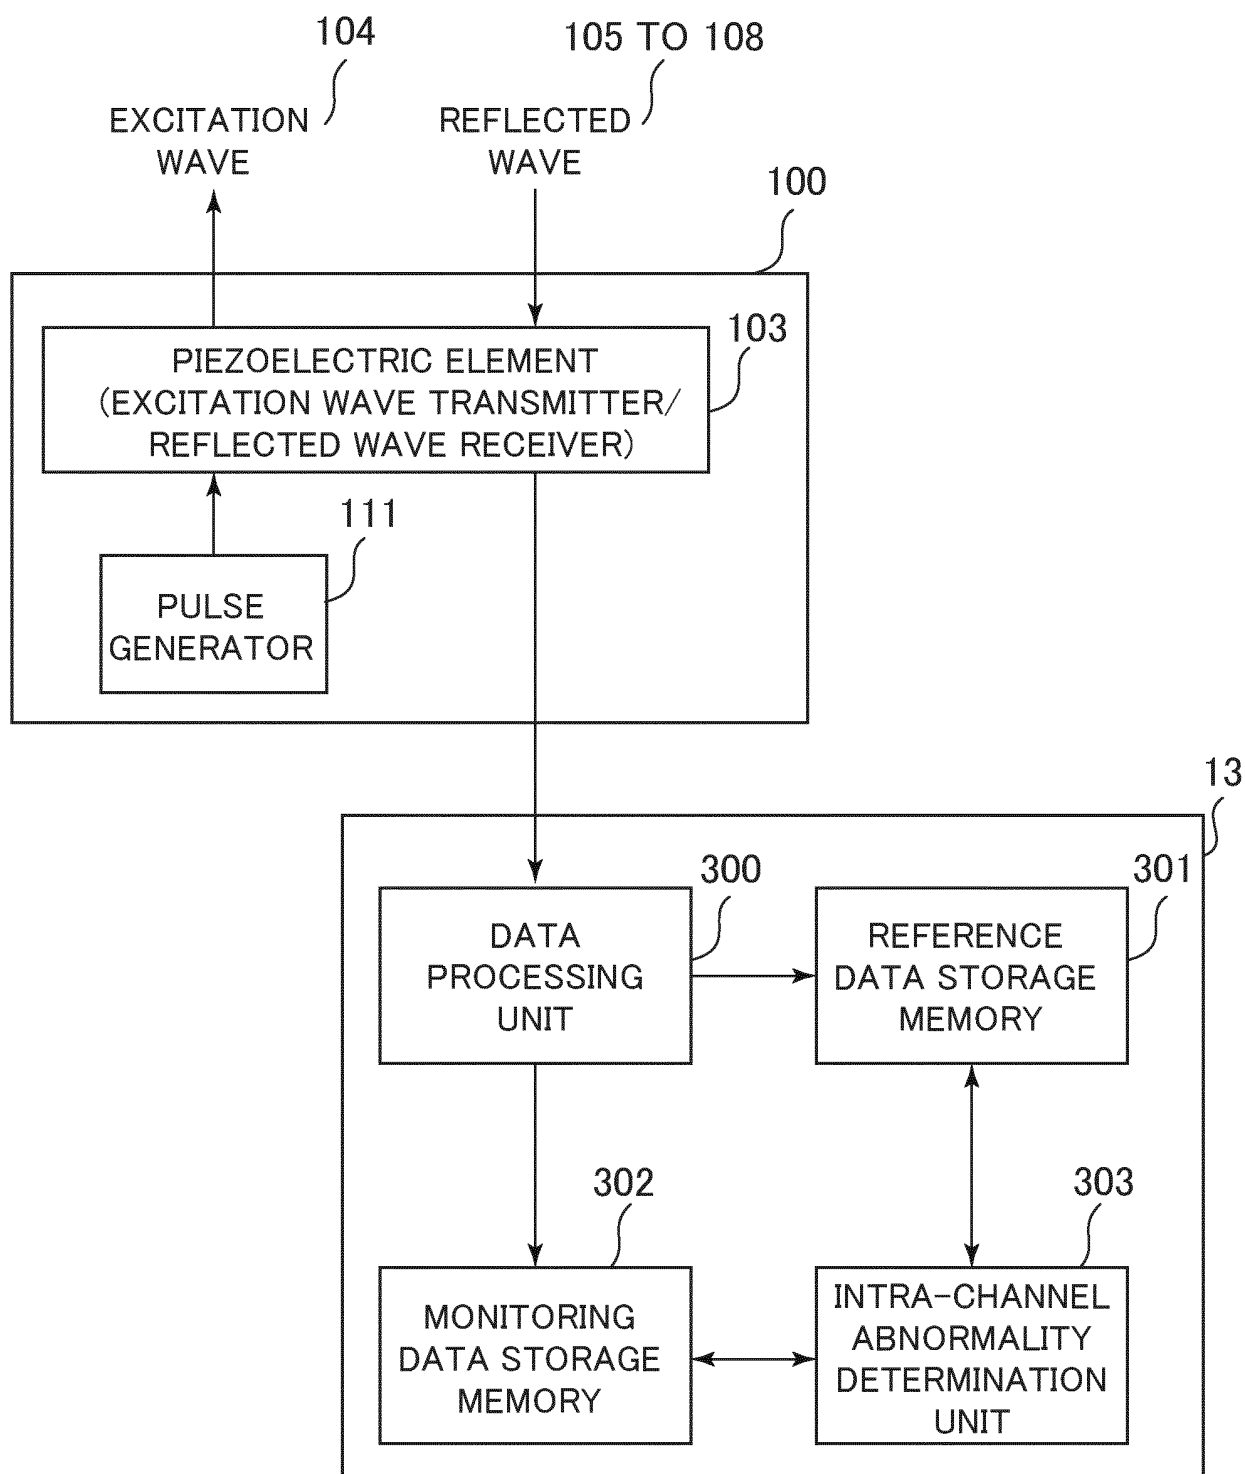 104
105 TO 108
EXCITATION
WAVE
REFLECTED
WAVE
100
103
PIEZOELECTRIC ELEMENT
(EXCITATION WAVE TRANSMITTER/
REFLECTED WAVE RECEIVER)
111
PULSE
GENERATOR
13
300
301
DATA
PROCESSING
UNIT
REFERENCE
DATA STORAGE
MEMORY
302
303
MONITORING
DATA STORAGE
MEMORY
INTRA-CHANNEL
ABNORMALITY
DETERMINATION
UNIT